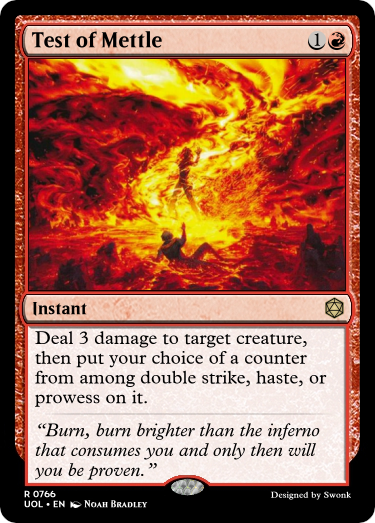 Test of Mettle 1
Instant
Deal 3 damage to target creature,
then put your choice of a counter
from among double strike, haste, or
prowess on it.
“Burn, burn brighter than the inferno
that consumes you and only then will
you be proven.”
R 0766
UOL • EN Noah Bradley Designed by Swonk